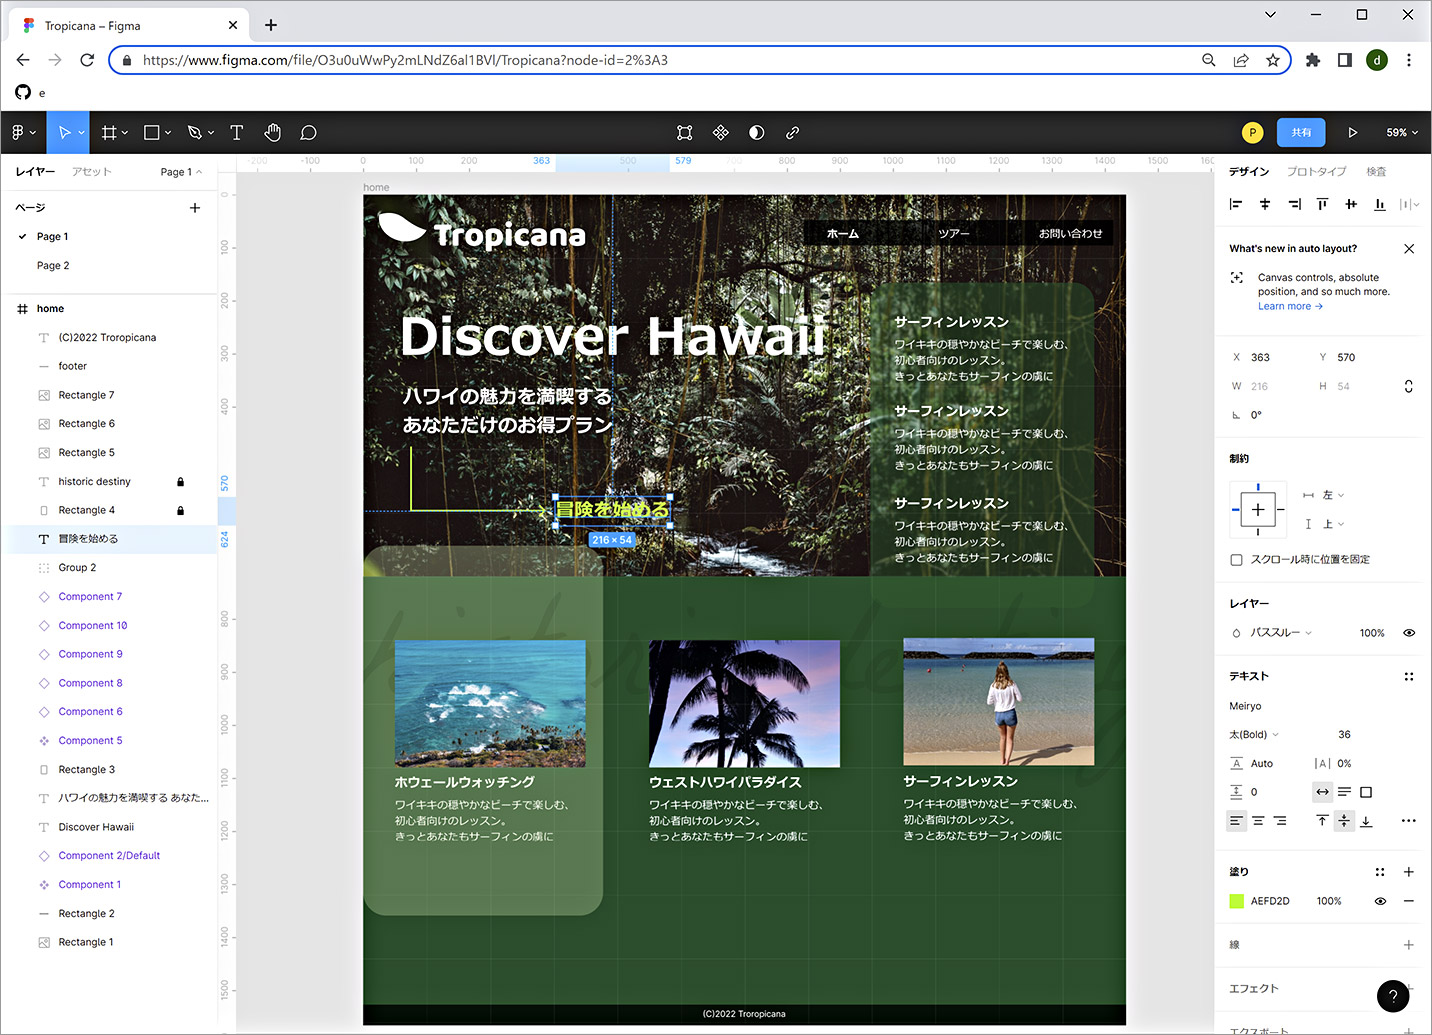 Tropicana – Figma
https://www.figma.com/file/O3u0uWwPy2mLNdZ6al1BVl/Tropicana?node-id=2%3A3
d
e
P
共有
59%
レイヤー アセット Page 1
ページ
Page 1
Page 2
home
(C)2022 Troropicana
footer
Rectangle 7
Rectangle 6
Rectangle 5
historic destiny
Rectangle 4
冒険を始める
Group 2
Component 7
Component 10
Component 9
Component 8
Component 6
Component 5
Rectangle 3
ハワイの魅力を満喫する あなた...
Discover Hawaii
Component 2/Default
Component 1
Rectangle 2
Rectangle 1
-200 -100 0 100 200 363 500 579 700 800 900 1000 1100 1200 1300 1400 1500
0
100
200
300
400
570
624
800
900
1000
1100
1200
1300
1400
1500
home
Tropicana
ホーム ツアー お問い合わせ
Discover Hawaii
ハワイの魅力を満喫する
あなただけのお得プラン
冒険を始める
216 × 54
サーフィンレッスン
ワイキキの穏やかなビーチで楽しむ、
初心者向けのレッスン。
きっとあなたもサーフィンの虜に
サーフィンレッスン
ワイキキの穏やかなビーチで楽しむ、
初心者向けのレッスン。
きっとあなたもサーフィンの虜に
サーフィンレッスン
ワイキキの穏やかなビーチで楽しむ、
初心者向けのレッスン。
きっとあなたもサーフィンの虜に
historic destiny
ホウェールウォッチング
ワイキキの穏やかなビーチで楽しむ、
初心者向けのレッスン。
きっとあなたもサーフィンの虜に
ウェストハワイパラダイス
ワイキキの穏やかなビーチで楽しむ、
初心者向けのレッスン。
きっとあなたもサーフィンの虜に
サーフィンレッスン
ワイキキの穏やかなビーチで楽しむ、
初心者向けのレッスン。
きっとあなたもサーフィンの虜に
(C)2022 Troropicana
デザイン プロトタイプ 検査
What's new in auto layout?
Canvas controls, absolute
position, and so much more.
Learn more →
X 363 Y 570
W 216 H 54
0°
制約
左
上
スクロール時に位置を固定
レイヤー
パススルー 100%
テキスト
Meiryo
太(Bold) 36
A Auto |A| 0%
0
塗り
AEFD2D 100%
線
エフェクト
?
エクスポート